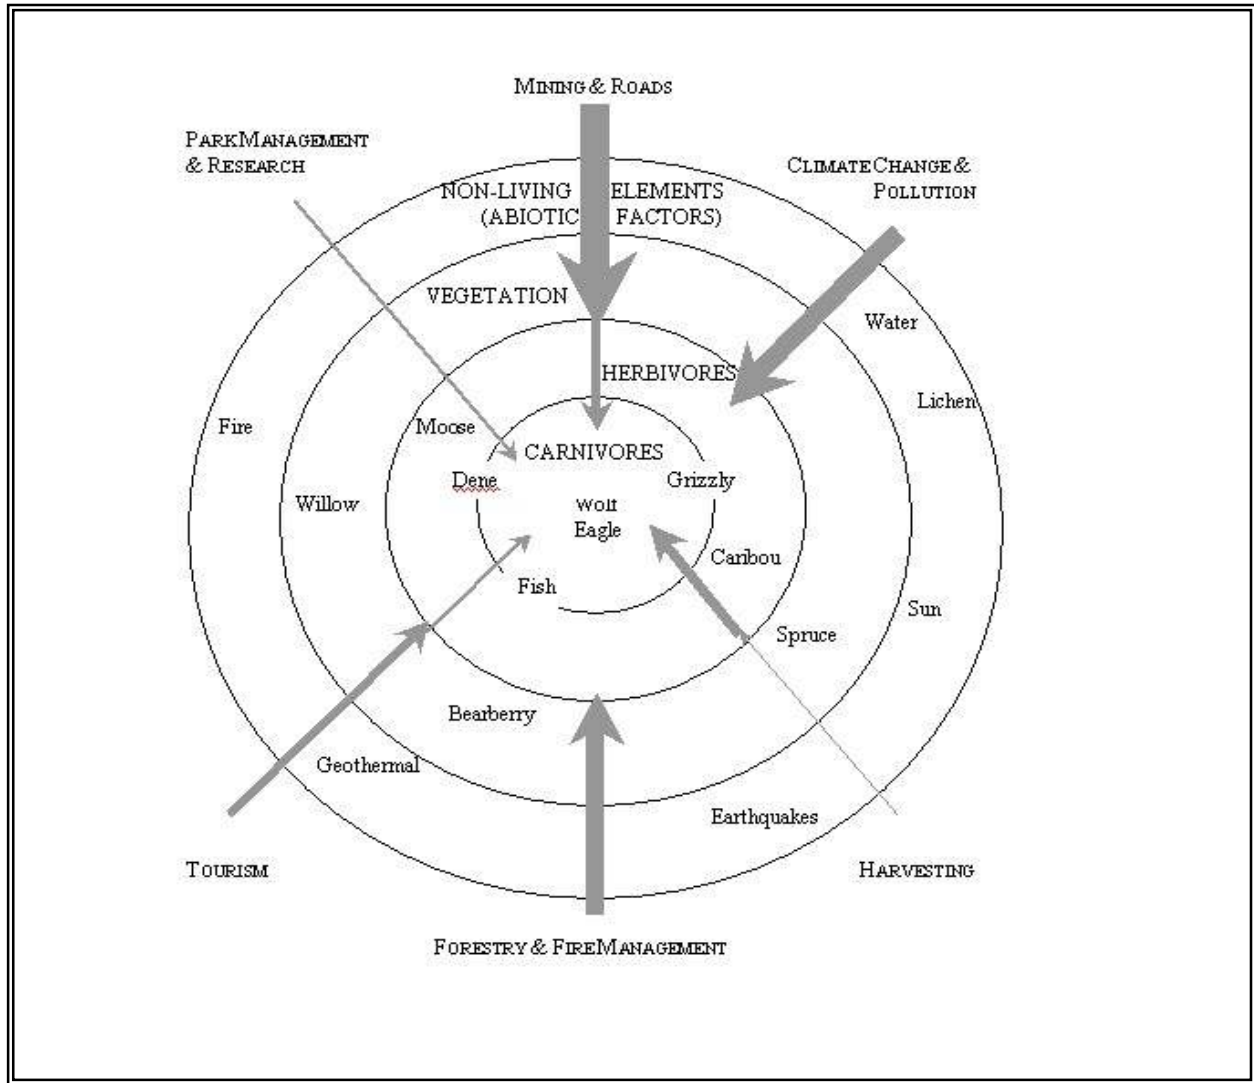 MINING & ROADS
PARK MANAGEMENT
& RESEARCH
CLIMATE CHANGE &
POLLUTION
NON-LIVING ELEMENTS
(ABIOTIC FACTORS)
VEGETATION
Water
HERBIVORES
Lichen
Fire
Moose
CARNIVORES
Dene
Grizzly
Willow
Wolf
Eagle
Caribou
Fish
Sun
Spruce
Bearberry
Geothermal
Earthquakes
TOURISM
HARVESTING
FORESTRY & FIRE MANAGEMENT